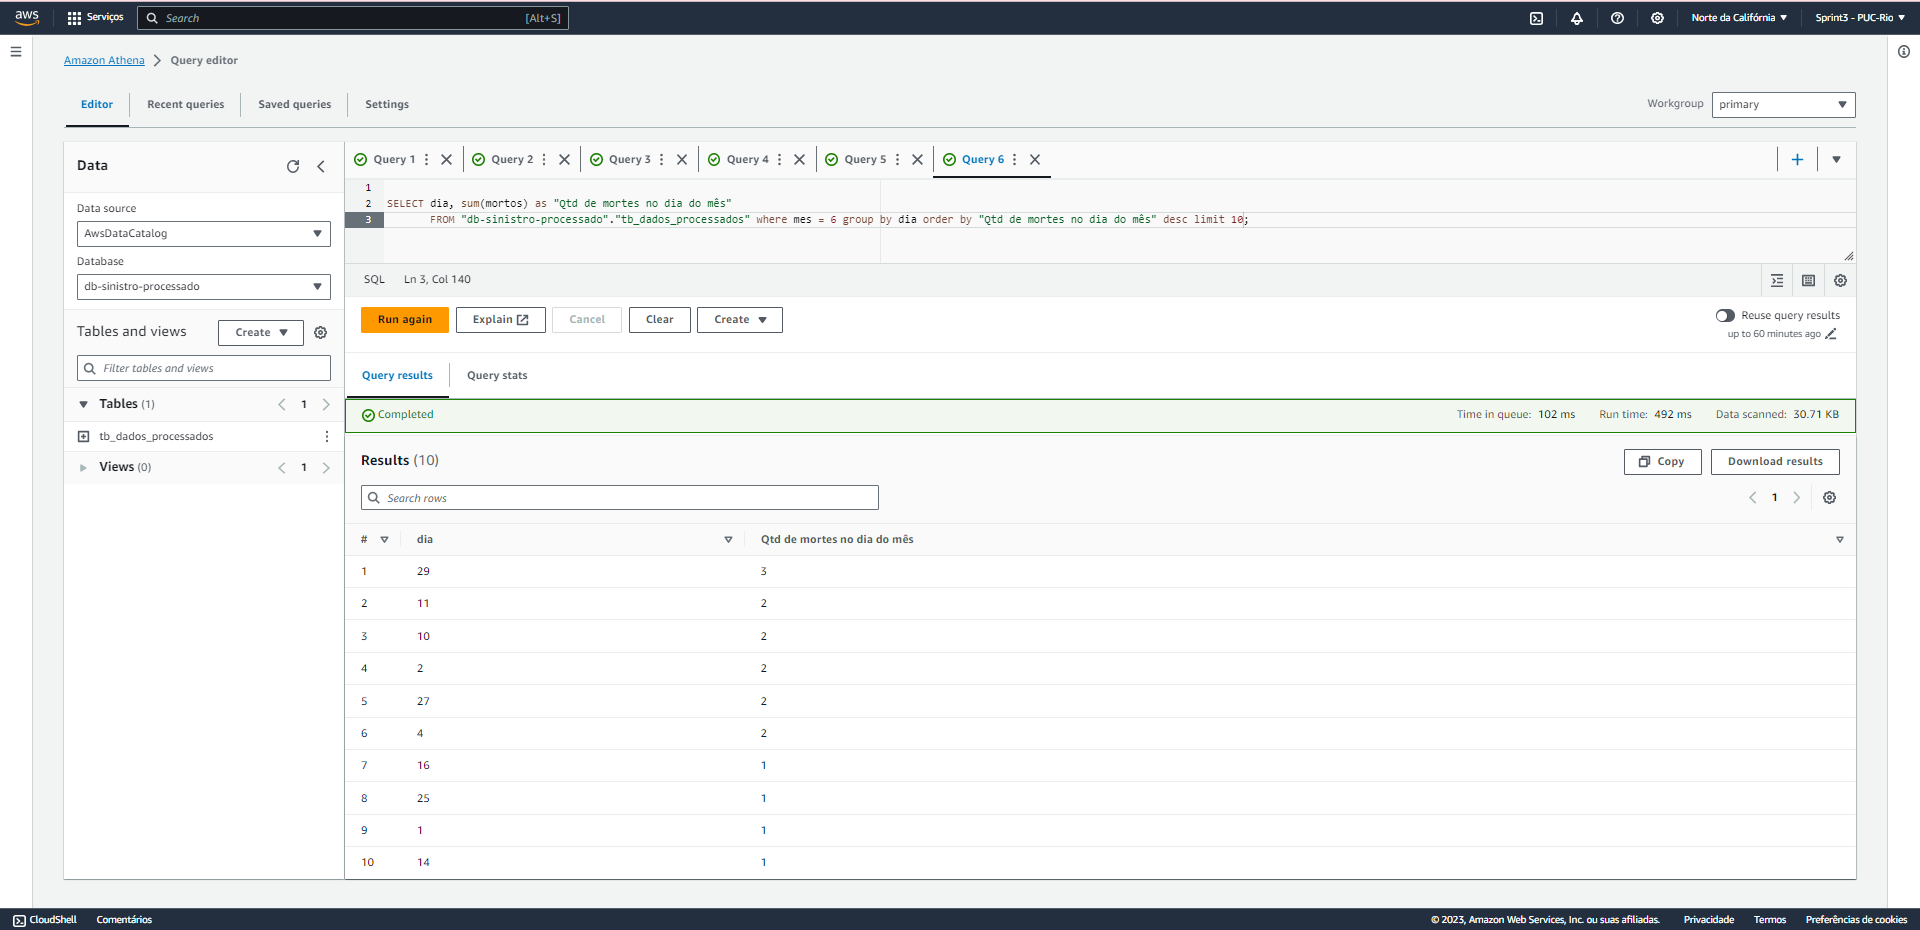 aws Serviços Search [Alt+S] Norte da Califórnia Sprint3 - PUC-Rio
Amazon Athena Query editor
Editor Recent queries Saved queries Settings Workgroup primary
Data
Data source
AwsDataCatalog
Database
db-sinistro-processado
Tables and views Create
Filter tables and views
Tables (1) 1
tb_dados_processados
Views (0) 1
Query 1 Query 2 Query 3 Query 4 Query 5 Query 6
1
2 SELECT dia, sum(mortos) as "Qtd de mortes no dia do mês"
3 FROM "db-sinistro-processado"."tb_dados_processados" where mes = 6 group by dia order by "Qtd de mortes no dia do mês" desc limit 10;
SQL Ln 3, Col 140
Run again Explain Cancel Clear Create
Reuse query results
up to 60 minutes ago
Query results Query stats
Completed Time in queue: 102 ms Run time: 492 ms Data scanned: 30.71 KB
Results (10) Copy Download results
Search rows 1
# dia Qtd de mortes no dia do mês
1 29 3
2 11 2
3 10 2
4 2 2
5 27 2
6 4 2
7 16 1
8 25 1
9 1 1
10 14 1
CloudShell Comentários © 2023, Amazon Web Services, Inc. ou suas afiliadas. Privacidade Termos Preferências de cookies